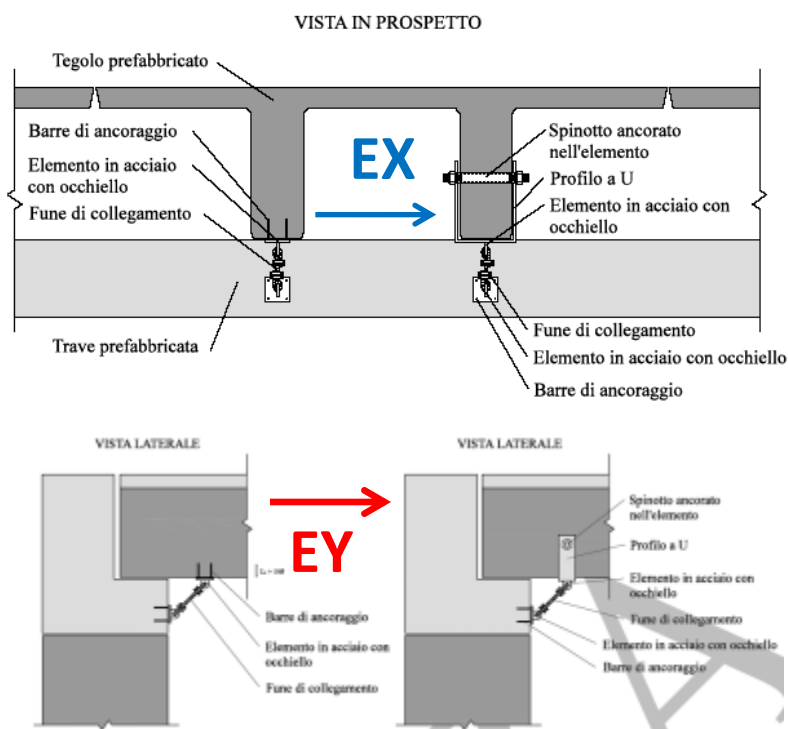 VISTA IN PROSPETTO
Tegolo prefabbricato
Barre di ancoraggio
Elemento in acciaio
con occhiello
Fune di collegamento
Trave prefabbricata
EX
Spinotto ancorato
nell'elemento
Profilo a U
Elemento in acciaio con
occhiello
Fune di collegamento
Elemento in acciaio con occhiello
Barre di ancoraggio
VISTA LATERALE
EY
Barre di ancoraggio
Elemento in acciaio con
occhiello
Fune di collegamento
VISTA LATERALE
Spinotto ancorato
nell'elemento
Profilo a U
Elemento in acciaio con
occhiello
Fune di collegamento
Elemento in acciaio con occhiello
Barre di ancoraggio